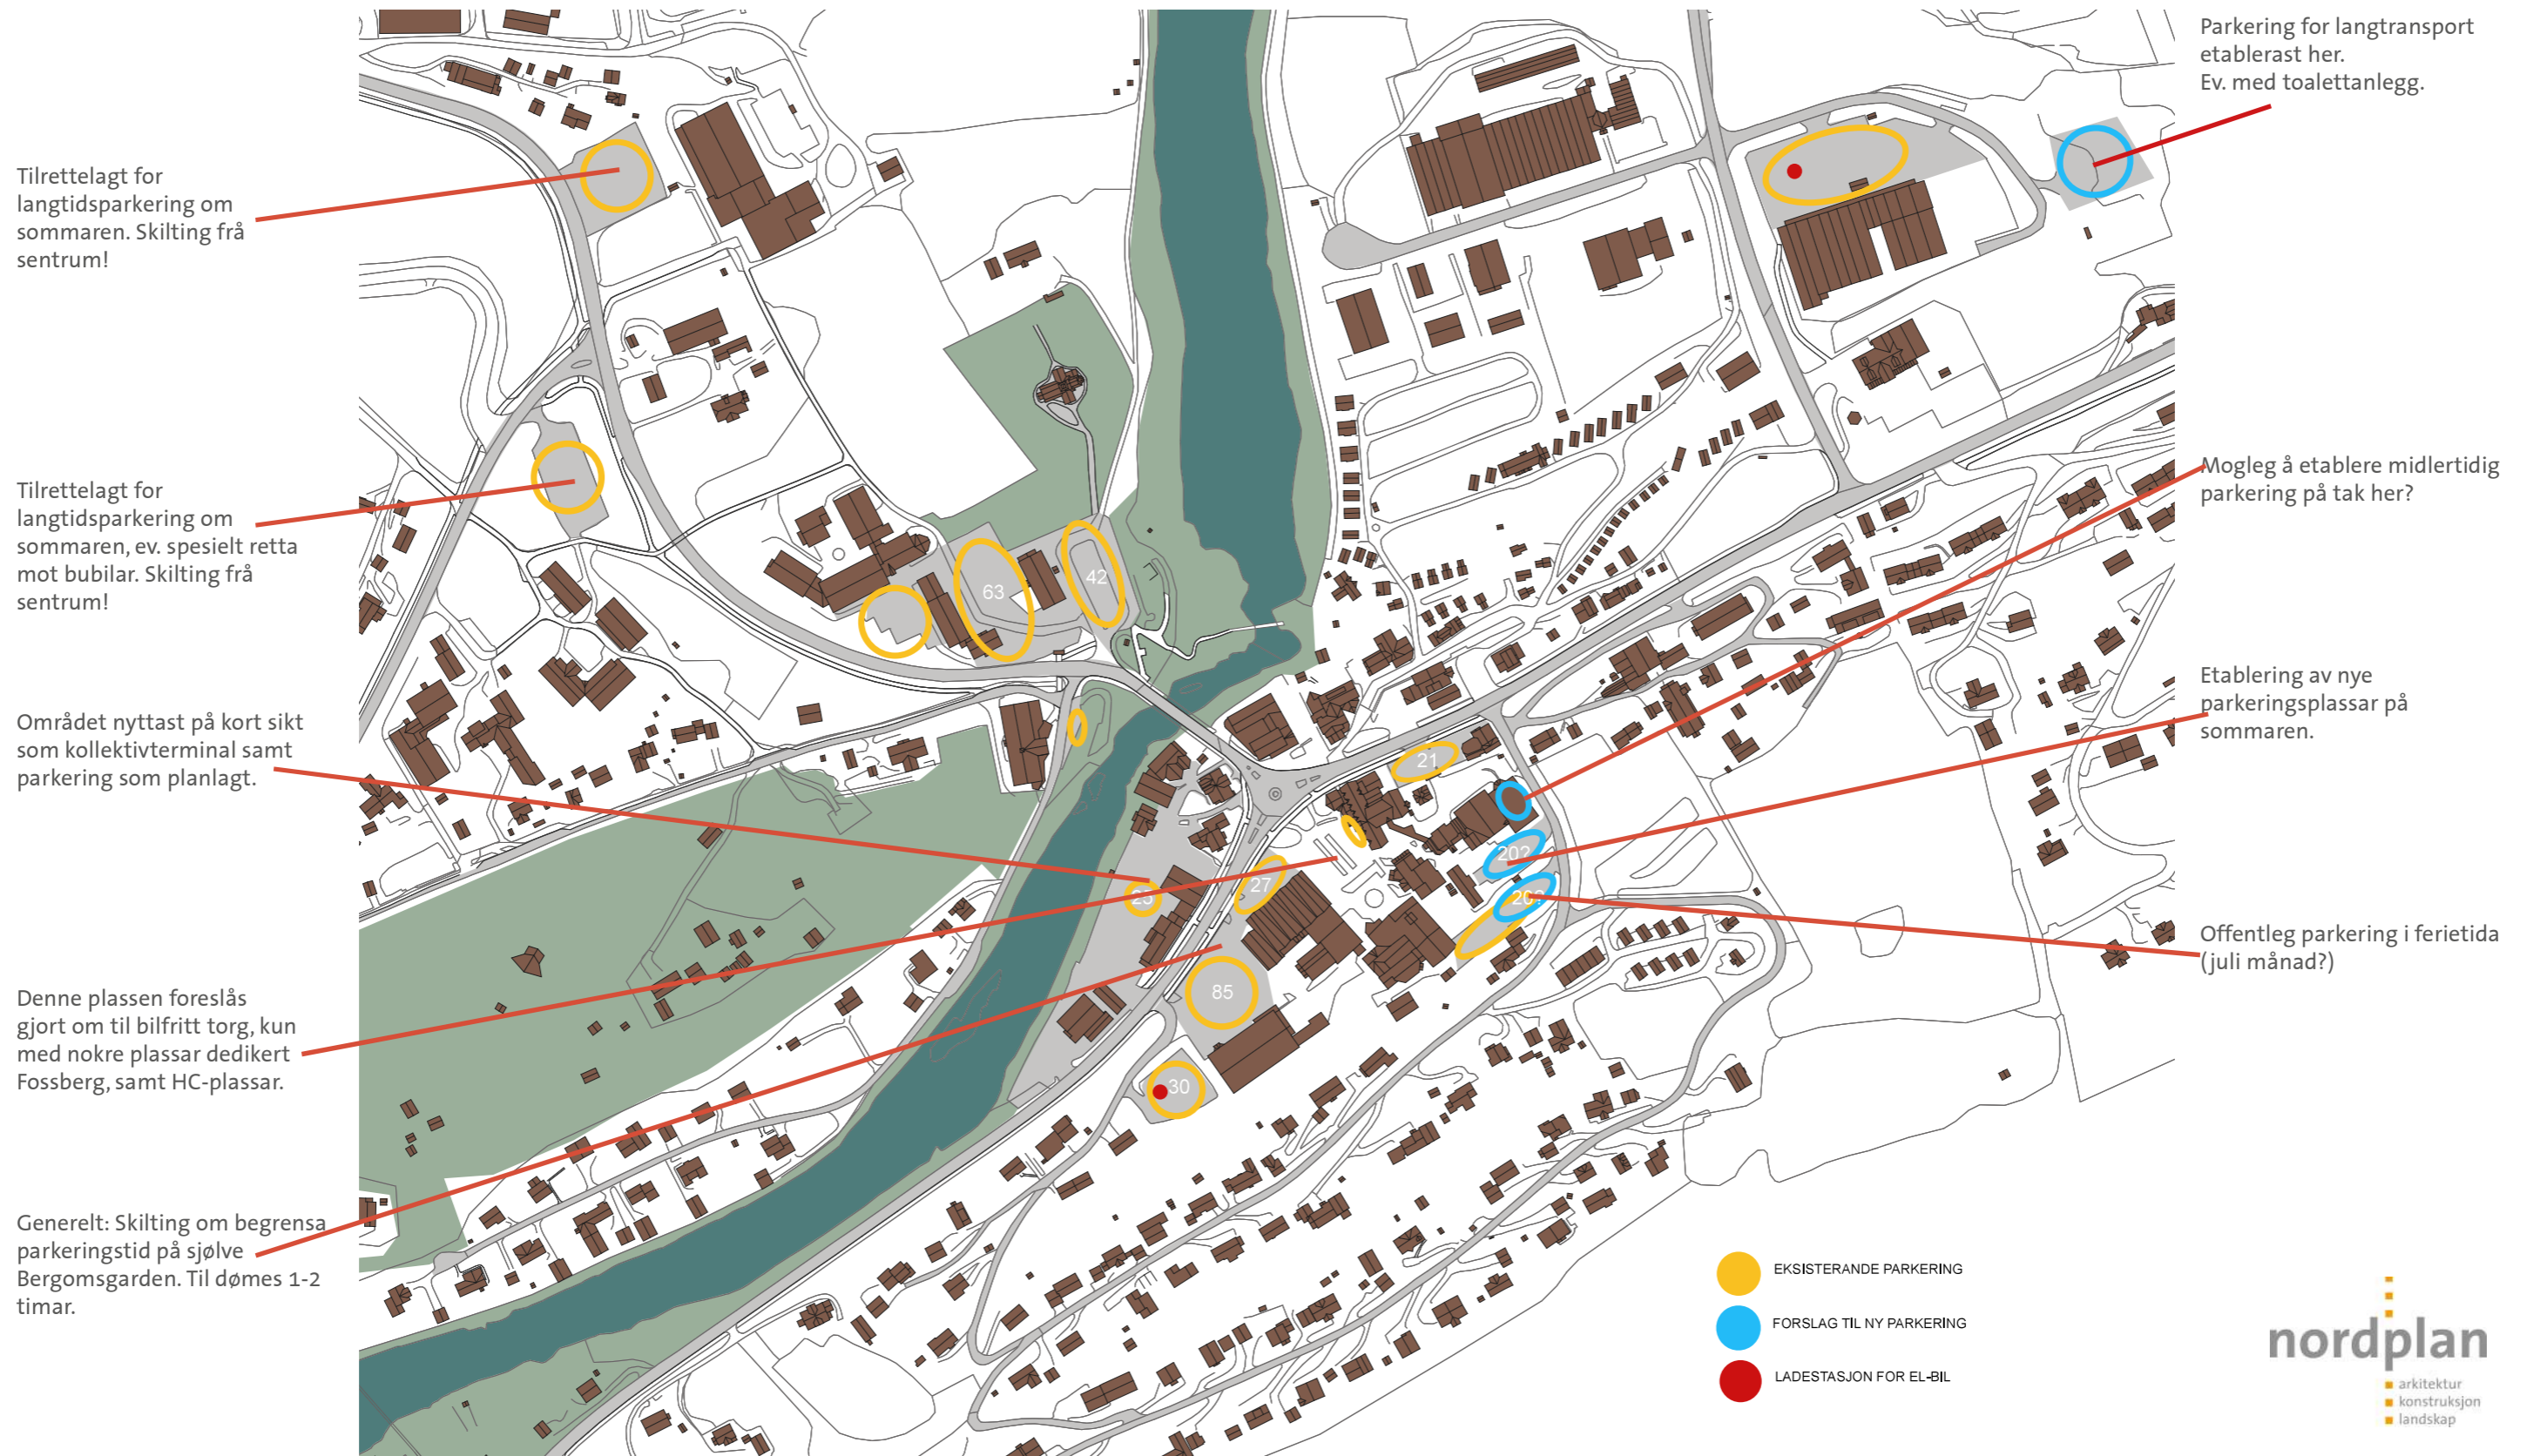 Tilrettelagt for
langtidsparkering om
sommaren. Skilting frå
sentrum!
Tilrettelagt for
langtidsparkering om
sommaren, ev. spesielt retta
mot bubilar. Skilting frå
sentrum!
Området nyttast på kort sikt
som kollektivterminal samt
parkering som planlagt.
Denne plassen foreslås
gjort om til bilfritt torg, kun
med nokre plassar dedikert
Fossberg, samt HC-plassar.
Generelt: Skilting om begrensa
parkeringstid på sjølve
Bergomsgarden. Til dømes 1-2
timar.
63
42
21
20?
20?
27
25
85
30
Parkering for langtransport
etablerast her.
Ev. med toalettanlegg.
Mogleg å etablere midlertidig
parkering på tak her?
Etablering av nye
parkeringsplassar på
sommaren.
Offentleg parkering i ferietida
(juli månad?)
EKSISTERANDE PARKERING
FORSLAG TIL NY PARKERING
LADESTASJON FOR EL-BIL
nordplan
arkitektur
konstruksjon
landskap